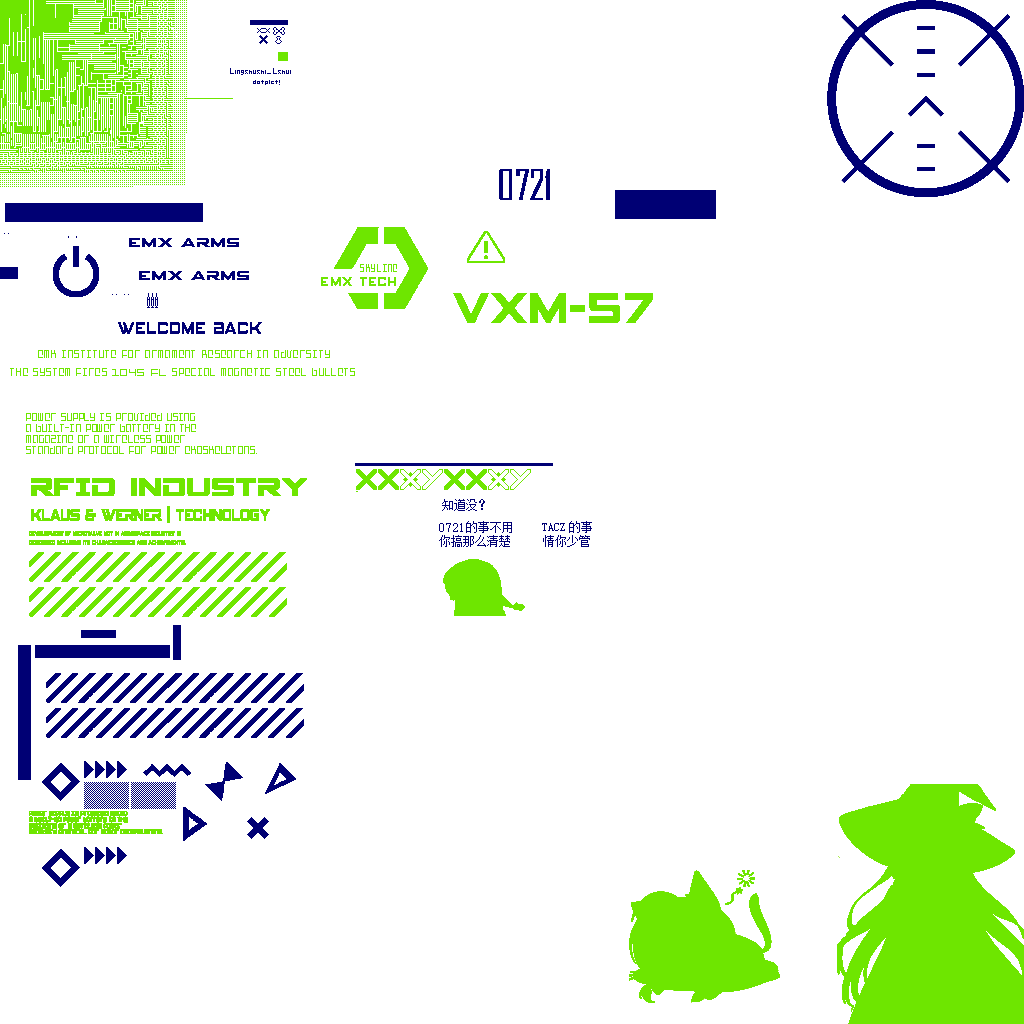 Lingshushi_Lshui
dotpict!
0721
EMX ARMS
EMX ARMS
SKYLINE
EMX TECH
VXM-57
WELCOME BACK
EMX INSTITUTE FOR ARMAMENT RESEARCH IN ADVERSITY
THE SYSTEM FIRES 1045 FL SPECIAL MAGNETIC STEEL BULLETS
POWER SUPPLY IS PROVIDED USING
A BUILT-IN POWER BATTERY IN THE
MAGAZINE OR A WIRELESS POWER
STANDARD PROTOCOL FOR POWER EXOSKELETONS.
RFID INDUSTRY
KLAUS & WERNER | TECHNOLOGY
XXXYXXXY
知道没?
0721的事不用
你搞那么清楚
TACZ 的事
情你少管